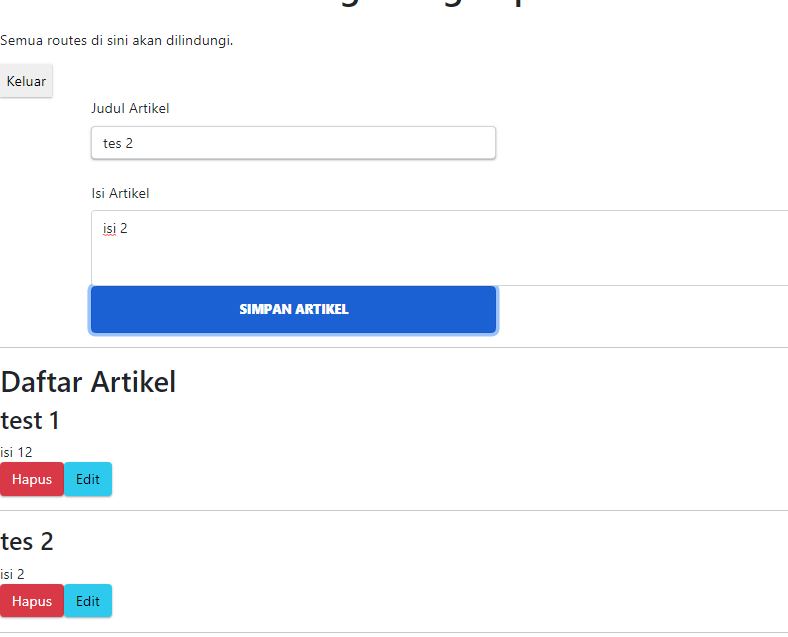 Semua routes di sini akan dilindungi.
Keluar
Judul Artikel
tes 2
Isi Artikel
isi 2
SIMPAN ARTIKEL
Daftar Artikel
test 1
isi 12
Hapus Edit
tes 2
isi 2
Hapus Edit